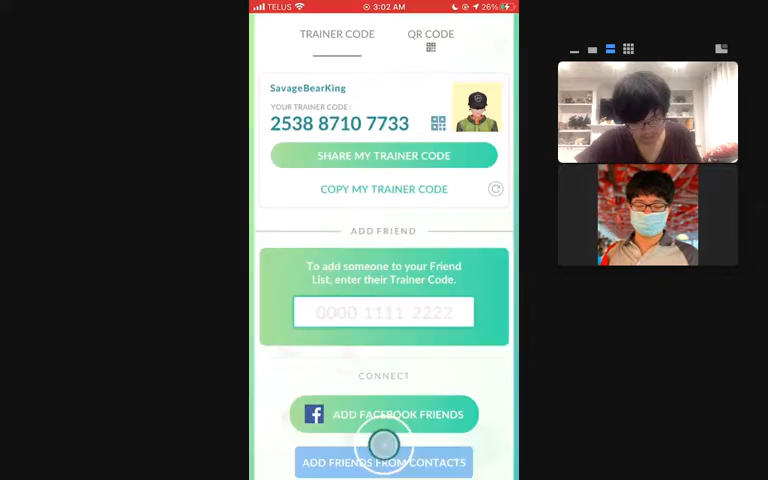 TELUS 3:02 AM 26%
TRAINER CODE QR CODE
SavageBearKing
YOUR TRAINER CODE :
2538 8710 7733
SHARE MY TRAINER CODE
COPY MY TRAINER CODE
ADD FRIEND
To add someone to your Friend
List, enter their Trainer Code.
0000 1111 2222
CONNECT
ADD FACEBOOK FRIENDS
ADD FRIENDS FROM CONTACTS